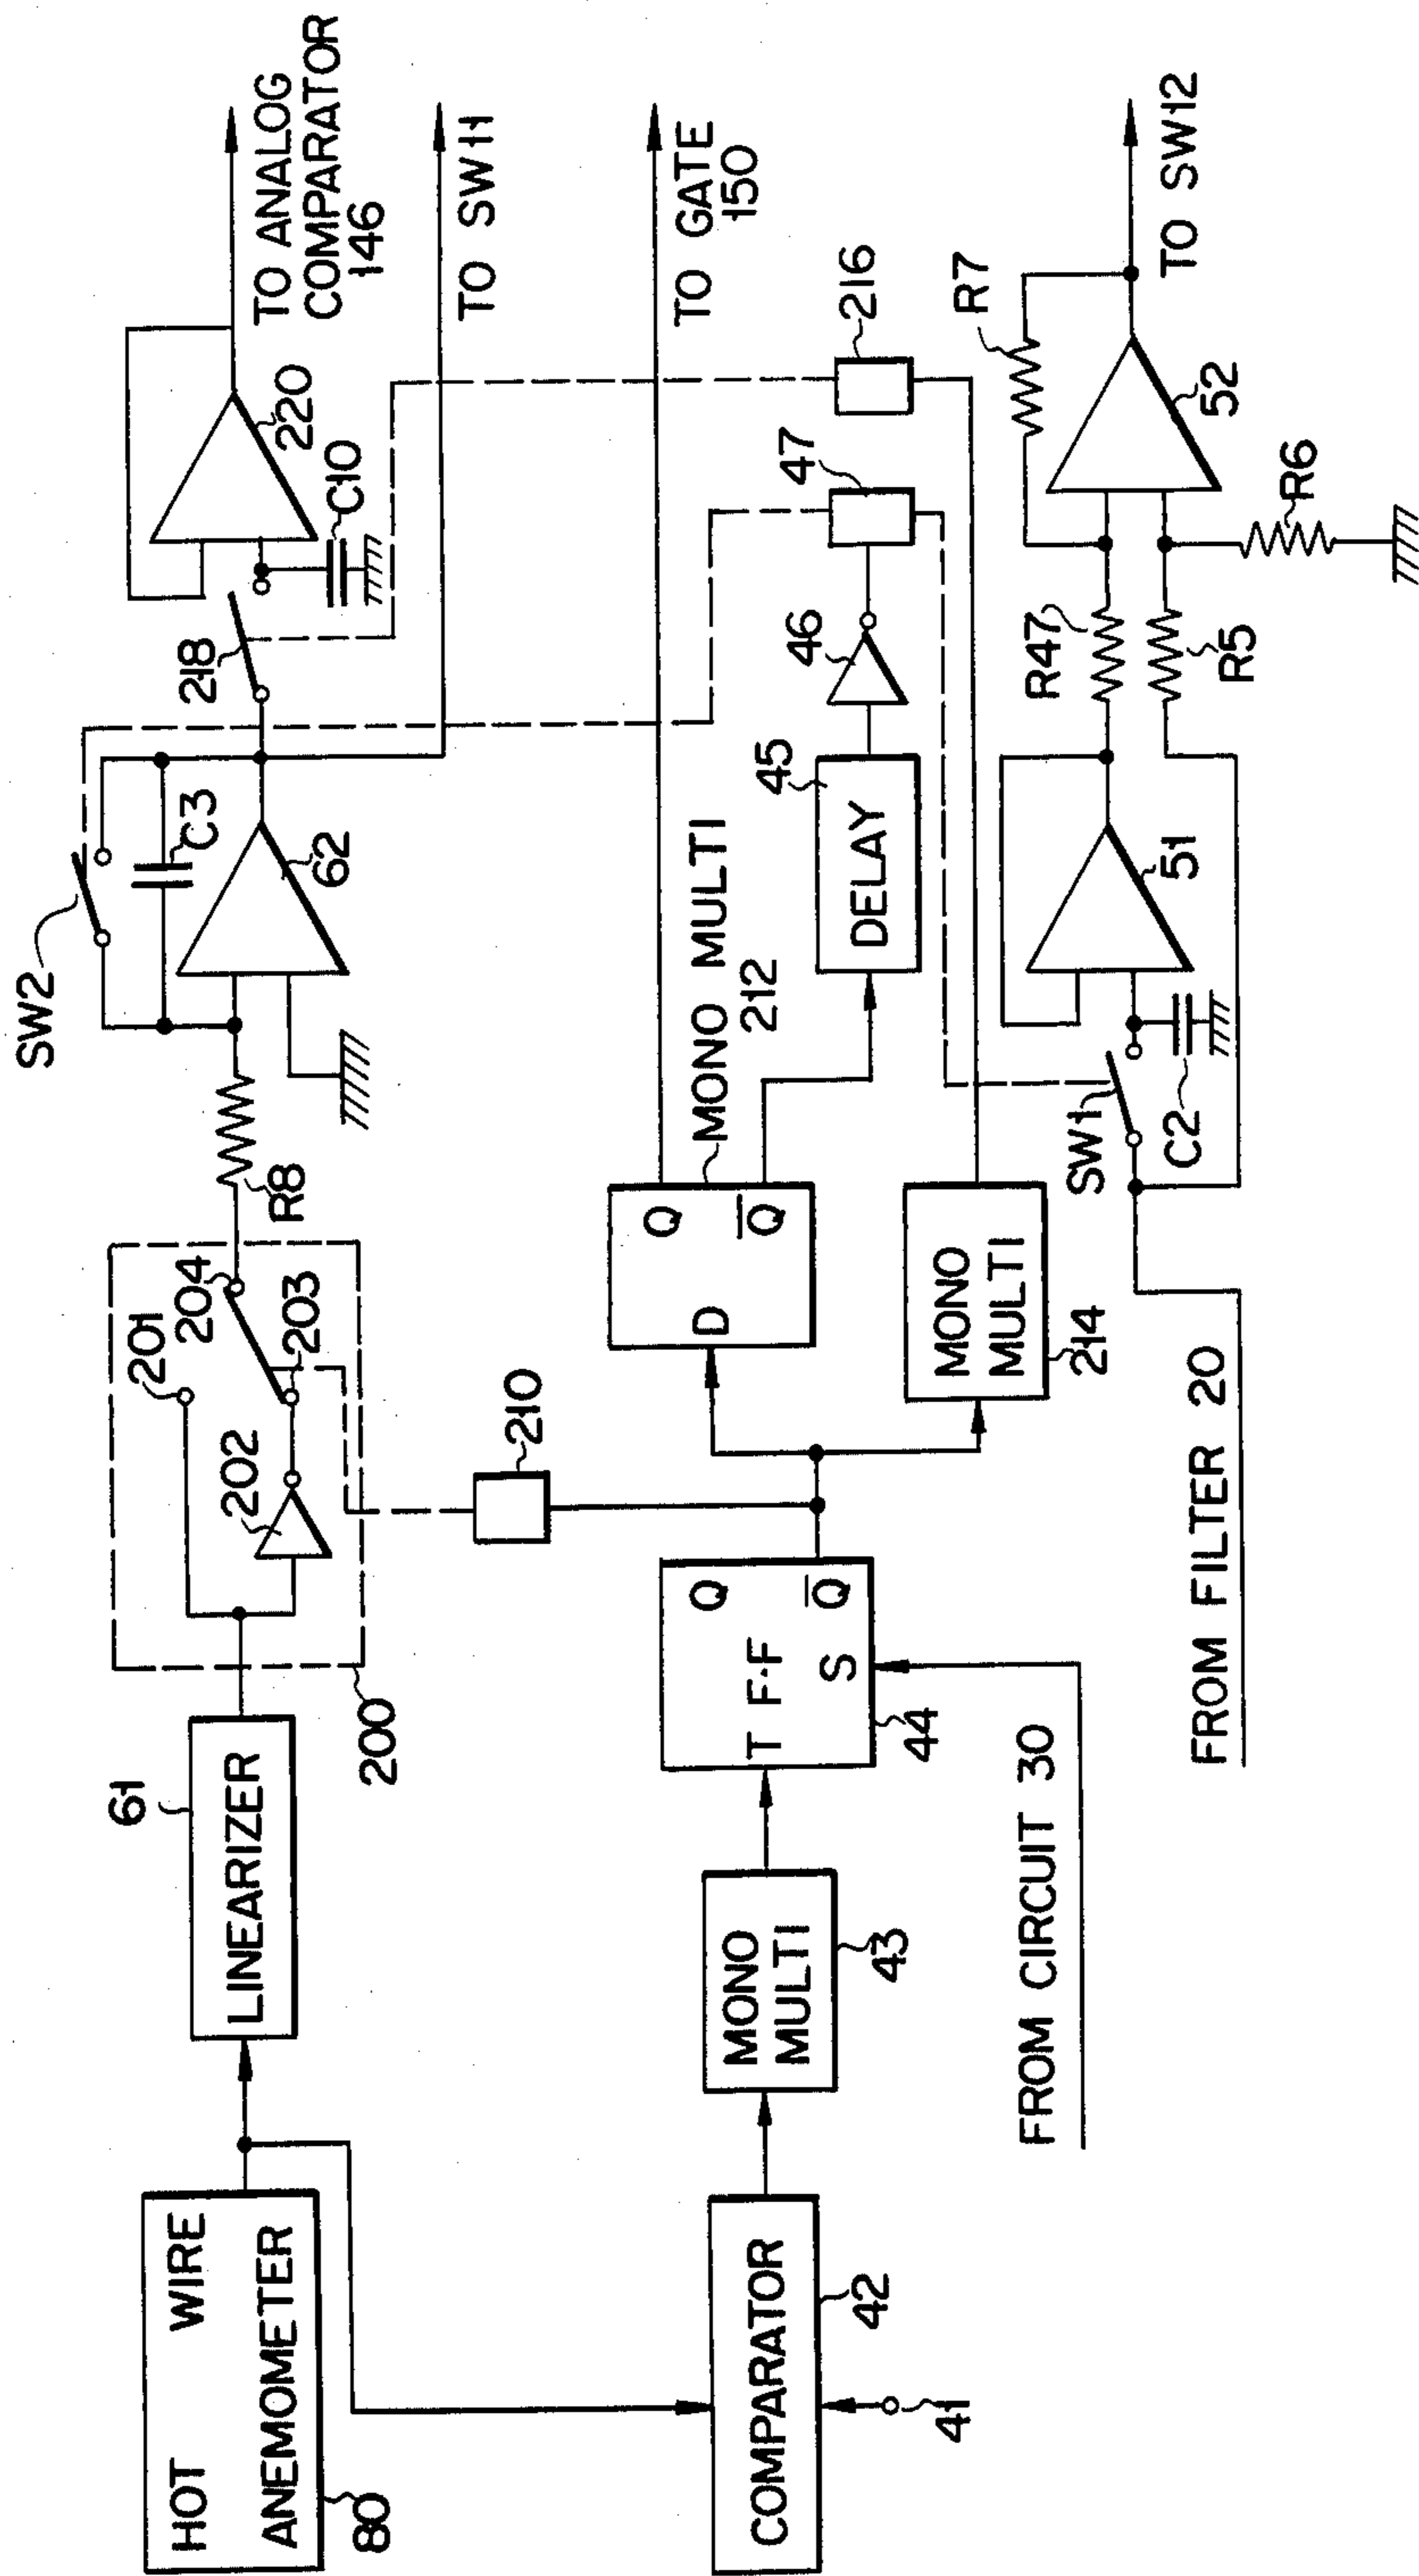 HOT WIRE
ANEMOMETER
80
61
LINEARIZER
200
201
202
203
204
R8
SW2
C3
62
218
220
C10
TO ANALOG
COMPARATOR
146
TO SW11
TO GATE
150
210
COMPARATOR
42
41
MONO
MULTI
43
T F·F
Q
Q
S
44
D
Q
Q
MONO MULTI
212
MONO
MULTI
214
45
DELAY
46
47
216
FROM CIRCUIT 30
FROM FILTER 20
SW1
C2
51
R47
R5
R7
52
R6
TO SW12